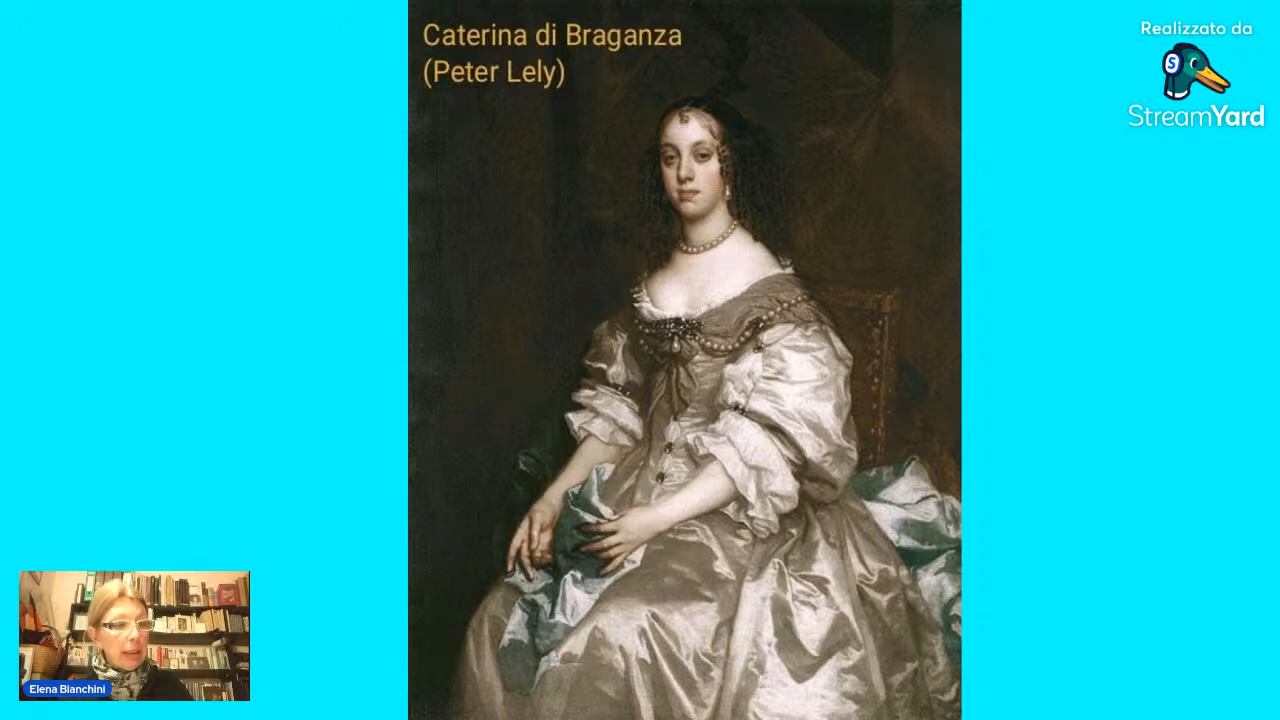 Caterina di Braganza
(Peter Lely)
Realizzato da
S
StreamYard
Elena Bianchini